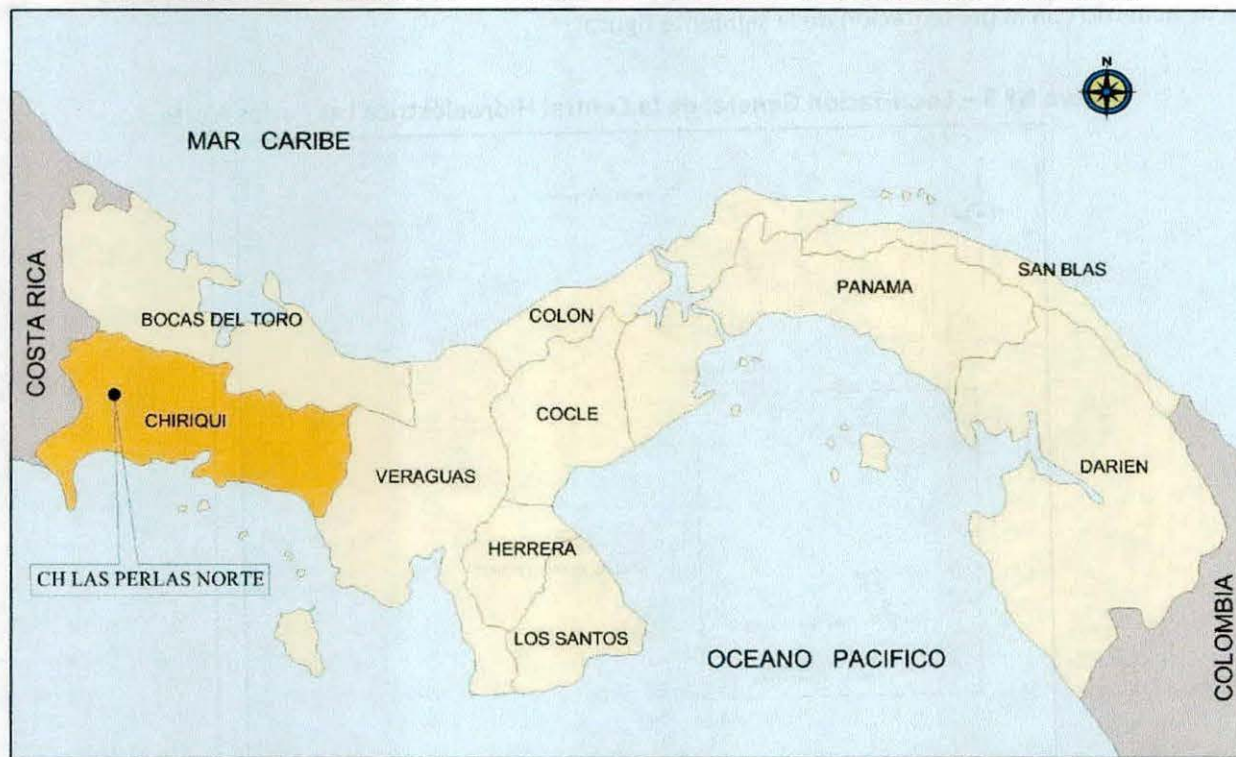 N
MAR CARIBE
COSTA RICA
SAN BLAS
PANAMA
COLON
BOCAS DEL TORO
COCLE
CHIRIQUI
VERAGUAS
DARIEN
HERRERA
CH LAS PERLAS NORTE
LOS SANTOS
OCEANO PACIFICO
COLOMBIA